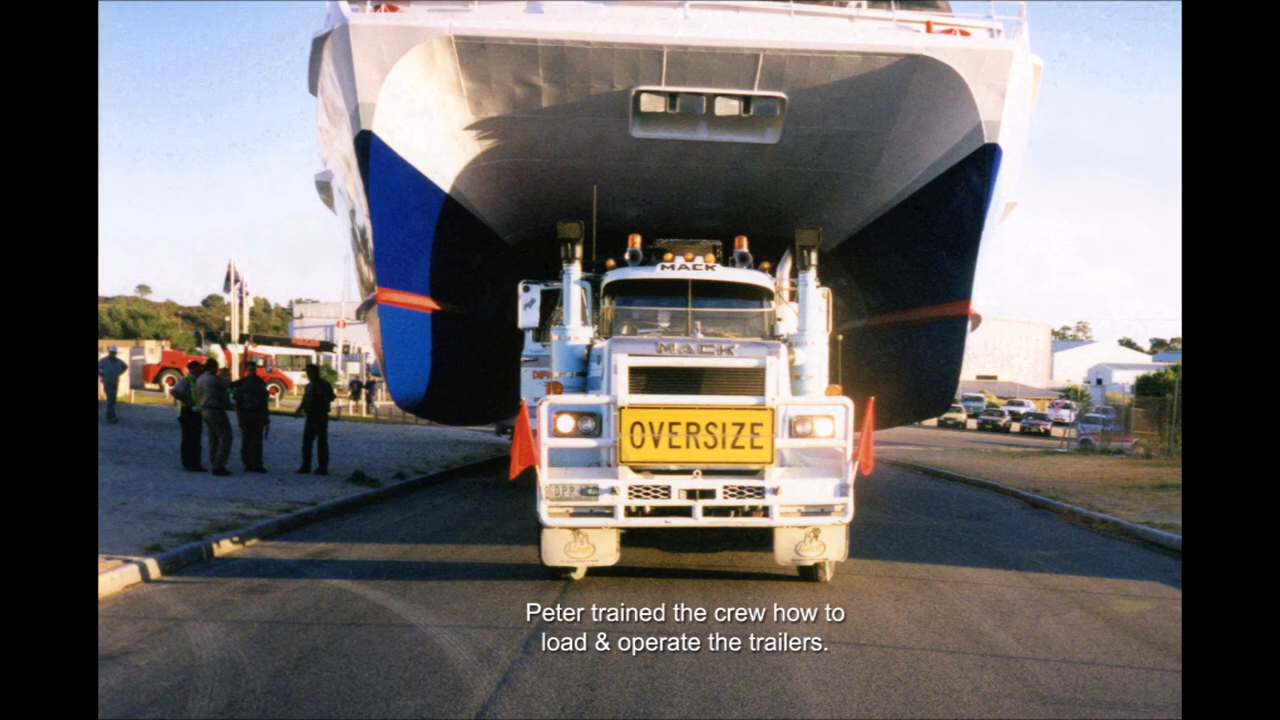 MACK
MACK
OVERSIZE
Peter trained the crew how to
load & operate the trailers.